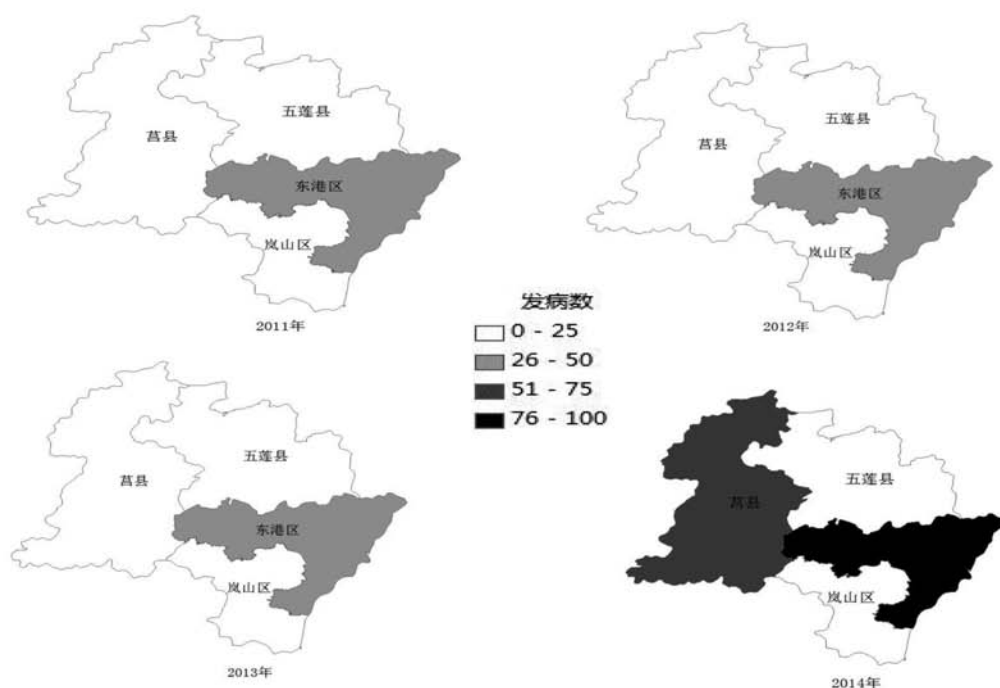 五莲县
莒县
东港区
岚山区
2011年
五莲县
莒县
东港区
岚山区
2012年
发病数
0 - 25
26 - 50
51 - 75
76 - 100
五莲县
莒县
东港区
岚山区
2013年
五莲县
莒县
岚山区
2014年